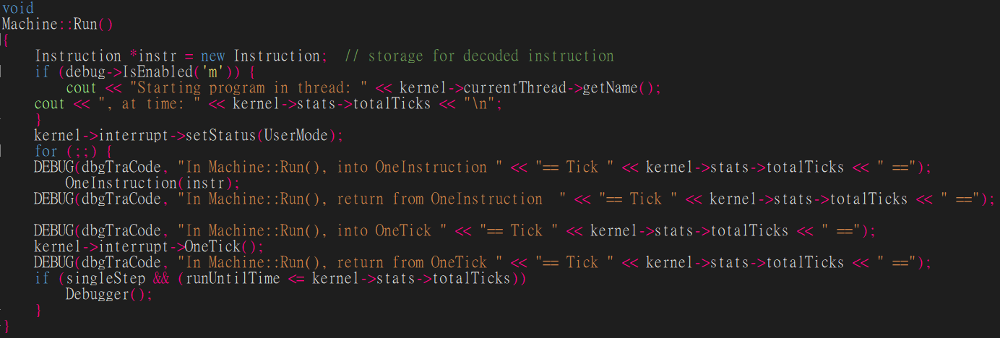 void
Machine::Run()
{
    Instruction *instr = new Instruction;  // storage for decoded instruction
    if (debug->IsEnabled('m')) {
        cout << "Starting program in thread: " << kernel->currentThread->getName();
    cout << ", at time: " << kernel->stats->totalTicks << "\n";
    }
    kernel->interrupt->setStatus(UserMode);
    for (;;) {
    DEBUG(dbgTraCode, "In Machine::Run(), into OneInstruction " << "== Tick " << kernel->stats->totalTicks << " ==");
        OneInstruction(instr);
    DEBUG(dbgTraCode, "In Machine::Run(), return from OneInstruction  " << "== Tick " << kernel->stats->totalTicks << " ==");

    DEBUG(dbgTraCode, "In Machine::Run(), into OneTick " << "== Tick " << kernel->stats->totalTicks << " ==");
    kernel->interrupt->OneTick();
    DEBUG(dbgTraCode, "In Machine::Run(), return from OneTick " << "== Tick " << kernel->stats->totalTicks << " ==");
    if (singleStep && (runUntilTime <= kernel->stats->totalTicks))
        Debugger();
    }
}